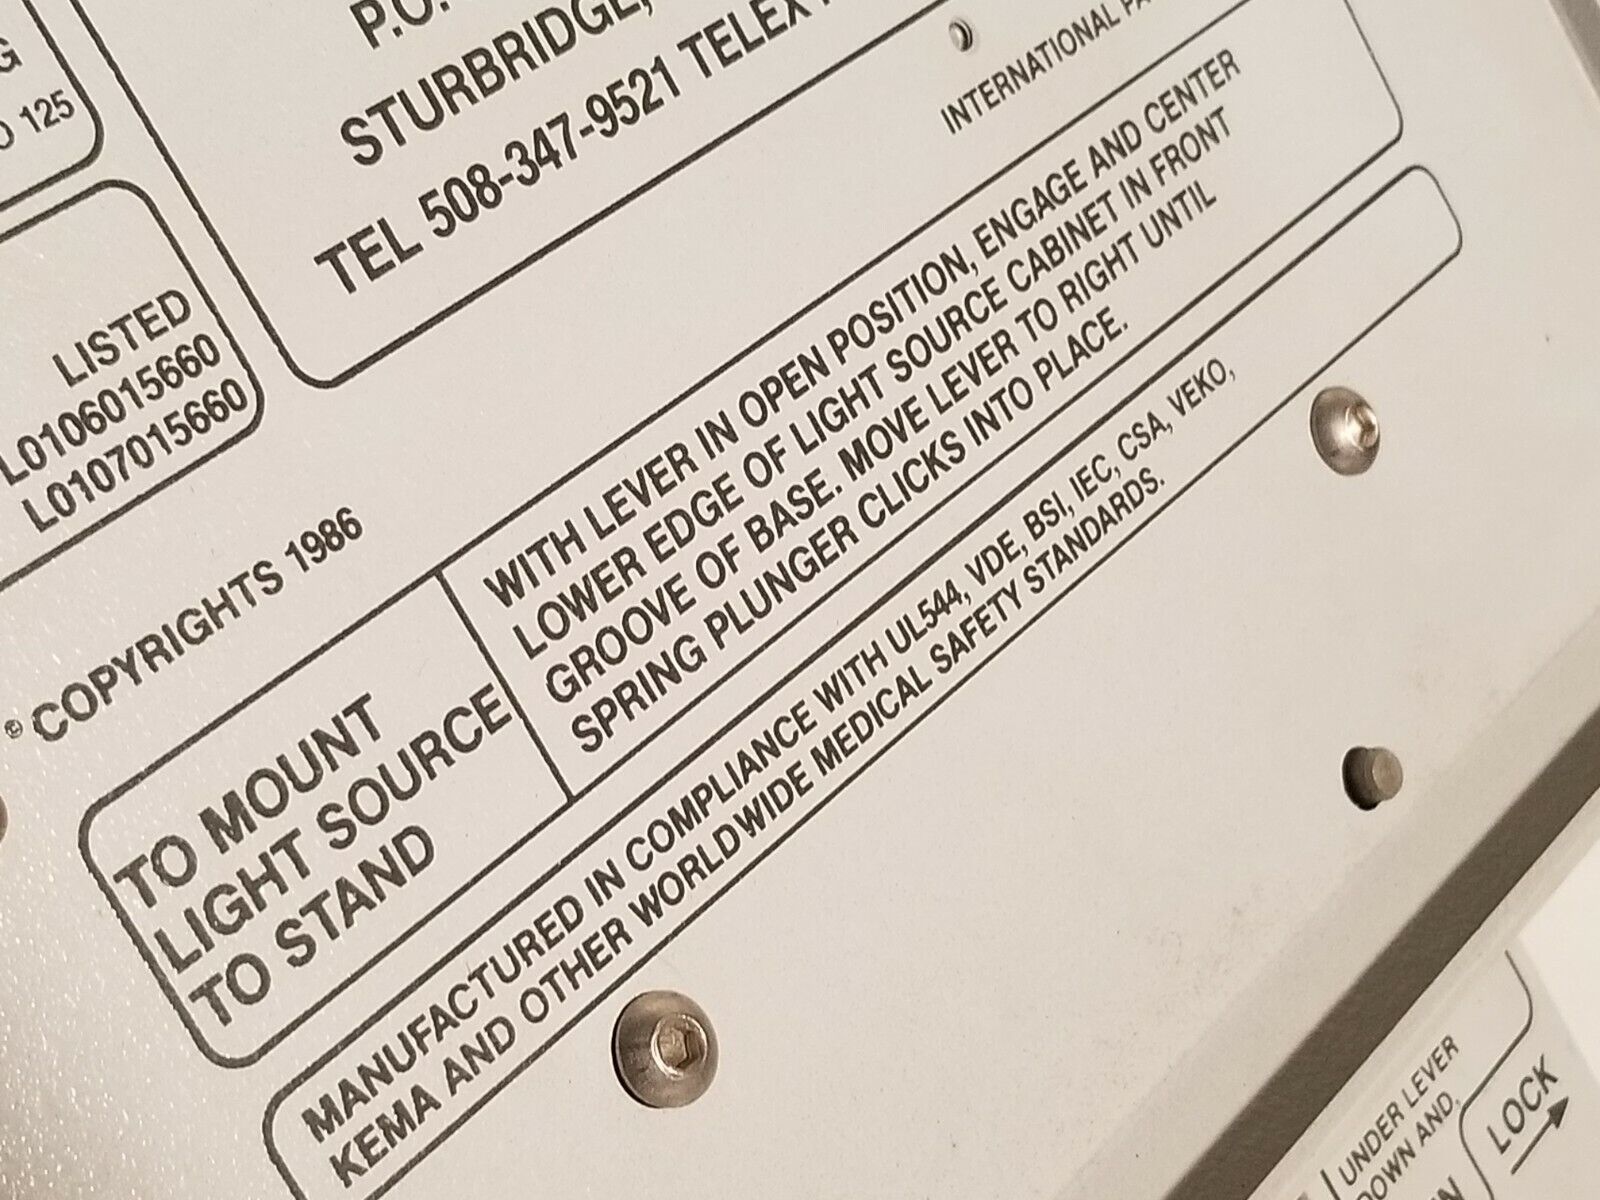 125
P.O.
STURBRIDGE,
TEL 508-347-9521 TELEX
INTERNATIONAL
LISTED
L0106015660
L0107015660
© COPYRIGHTS 1986
TO MOUNT
LIGHT SOURCE
TO STAND
WITH LEVER IN OPEN POSITION, ENGAGE AND CENTER
LOWER EDGE OF LIGHT SOURCE CABINET IN FRONT
GROOVE OF BASE. MOVE LEVER TO RIGHT UNTIL
SPRING PLUNGER CLICKS INTO PLACE.
MANUFACTURED IN COMPLIANCE WITH UL544, VDE, BSI, IEC, CSA, VEKO,
KEMA AND OTHER WORLDWIDE MEDICAL SAFETY STANDARDS.
UNDER LEVER
DOWN AND.
LOCK